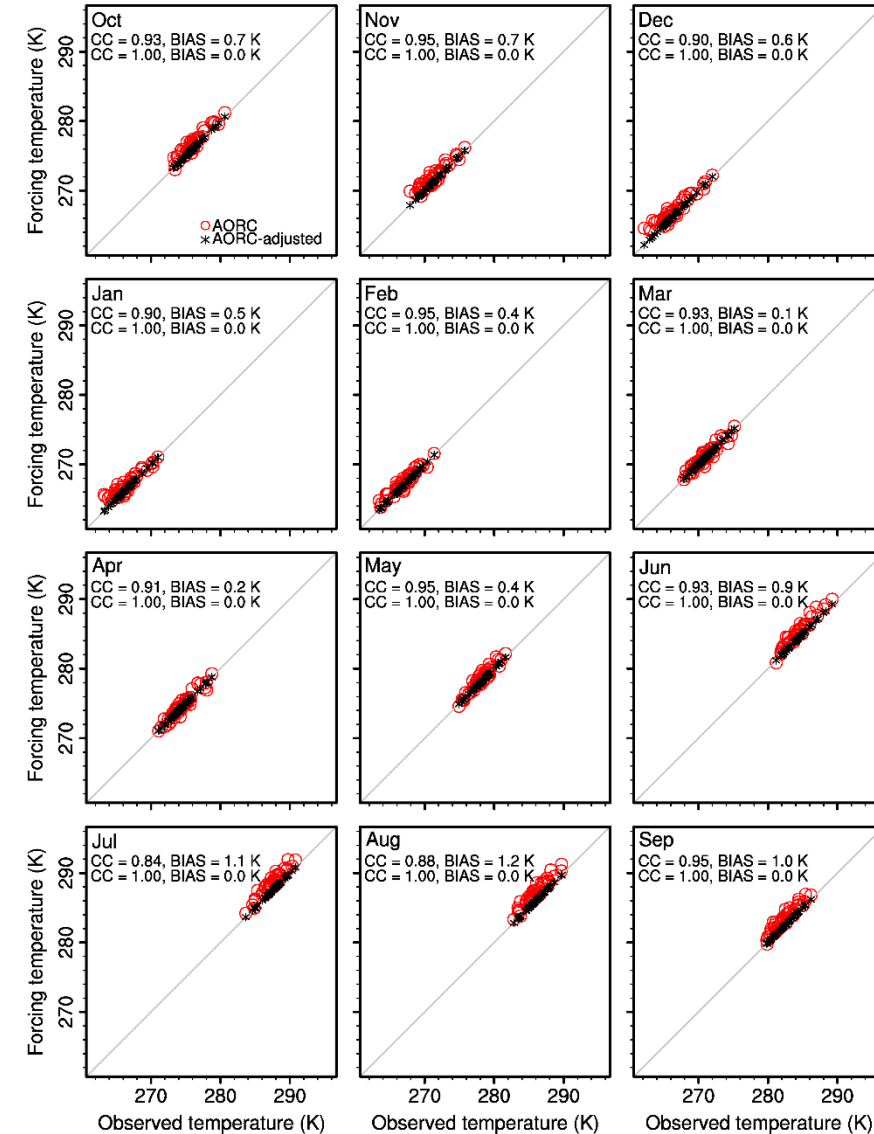 Oct
CC = 0.93, BIAS = 0.7 K
CC = 1.00, BIAS = 0.0 K
Nov
CC = 0.95, BIAS = 0.7 K
CC = 1.00, BIAS = 0.0 K
Dec
CC = 0.90, BIAS = 0.6 K
CC = 1.00, BIAS = 0.0 K
Forcing temperature (K)
290
280
270
AORC
AORC-adjusted
Jan
CC = 0.90, BIAS = 0.5 K
CC = 1.00, BIAS = 0.0 K
Feb
CC = 0.95, BIAS = 0.4 K
CC = 1.00, BIAS = 0.0 K
Mar
CC = 0.93, BIAS = 0.1 K
CC = 1.00, BIAS = 0.0 K
Forcing temperature (K)
290
280
270
Apr
CC = 0.91, BIAS = 0.2 K
CC = 1.00, BIAS = 0.0 K
May
CC = 0.95, BIAS = 0.4 K
CC = 1.00, BIAS = 0.0 K
Jun
CC = 0.93, BIAS = 0.9 K
CC = 1.00, BIAS = 0.0 K
Forcing temperature (K)
290
280
270
Jul
CC = 0.84, BIAS = 1.1 K
CC = 1.00, BIAS = 0.0 K
Aug
CC = 0.88, BIAS = 1.2 K
CC = 1.00, BIAS = 0.0 K
Sep
CC = 0.95, BIAS = 1.0 K
CC = 1.00, BIAS = 0.0 K
Forcing temperature (K)
290
280
270
270 280 290
270 280 290
270 280 290
Observed temperature (K)
Observed temperature (K)
Observed temperature (K)